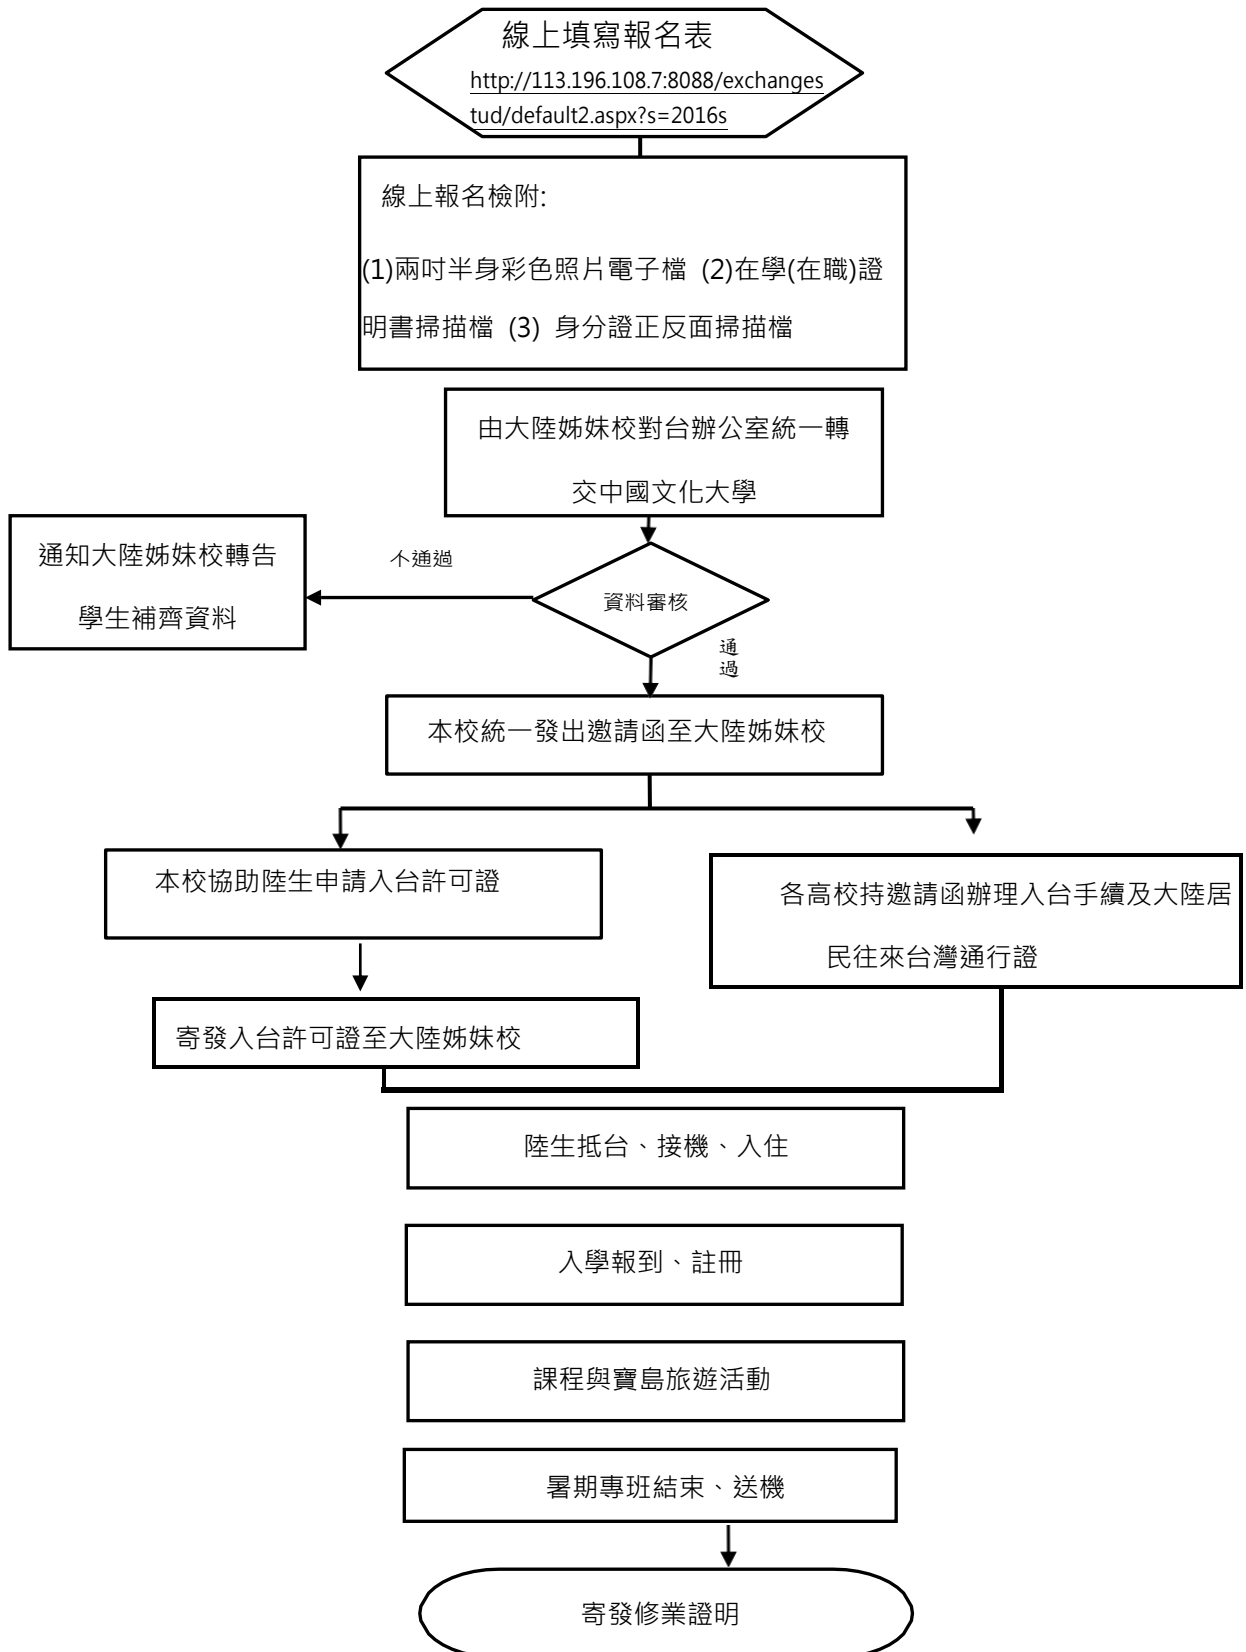 線上填寫報名表
http://113.196.108.7:8088/exchanges
tud/default2.aspx?s=2016s
線上報名檢附:
(1)兩吋半身彩色照片電子檔 (2)在學(在職)證
明書掃描檔 (3) 身分證正反面掃描檔
由大陸姊妹校對台辦公室統一轉
交中國文化大學
通知大陸姊妹校轉告
學生補齊資料
不通過
資料審核
通
過
本校統一發出邀請函至大陸姊妹校
本校協助陸生申請入台許可證
各高校持邀請函辦理入台手續及大陸居
民往來台灣通行證
寄發入台許可證至大陸姊妹校
陸生抵台、接機、入住
入學報到、註冊
課程與寶島旅遊活動
暑期專班結束、送機
寄發修業證明